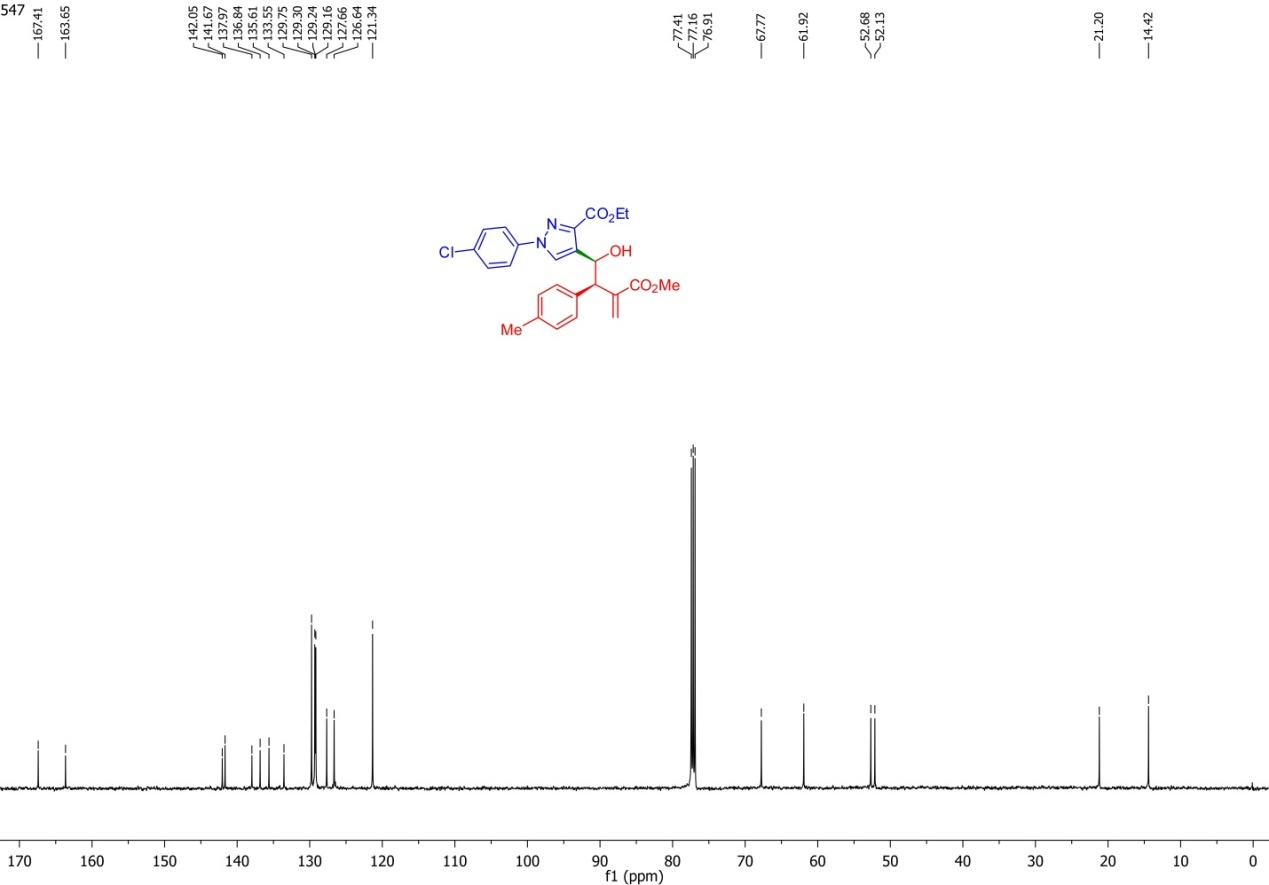 547
167.41
163.65
142.05
141.67
137.97
136.84
135.61
133.55
129.75
129.30
129.24
129.16
127.66
126.64
121.34
77.41
77.16
76.91
67.77
61.92
52.68
52.13
21.20
14.42
CO2Et
N
Cl
N
OH
CO2Me
Me
170 160 150 140 130 120 110 100 90 80 70 60 50 40 30 20 10 0
f1 (ppm)